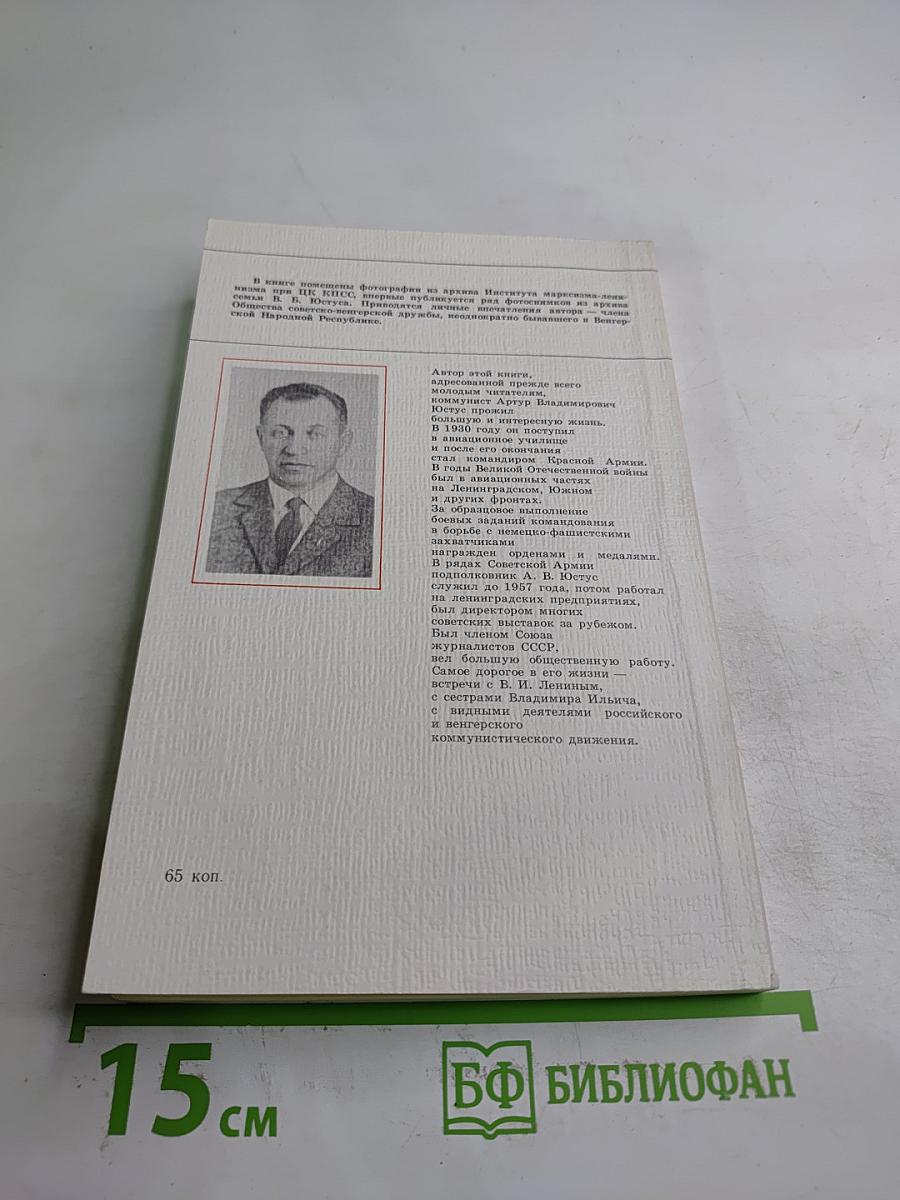 В книге помещены фотографии из архива Института марксизма-лени-
низма при ЦК КПСС, впервые публикуется ряд фотоснимков из архива
семьи В. Б. Юстуса. Приводятся личные впечатления автора — члена
Общества советско-венгерской дружбы, неоднократно бывавшего в Венгер-
ской Народной Республике.
Автор этой книги,
адресованной прежде всего
молодым читателям,
коммунист Артур Владимирович
Юстус прожил
большую и интересную жизнь.
В 1930 году он поступил
в авиационное училище
и после его окончания
стал командиром Красной Армии.
В годы Великой Отечественной войны
был в авиационных частях
на Ленинградском, Южном
и других фронтах.
За образцовое выполнение
боевых заданий командования
в борьбе с немецко-фашистскими
захватчиками
награжден орденами и медалями.
В рядах Советской Армии
подполковник А. В. Юстус
служил до 1957 года, потом работал
на ленинградских предприятиях,
был директором многих
советских выставок за рубежом.
Был членом Союза
журналистов СССР,
вел большую общественную работу.
Самое дорогое в его жизни —
встречи с В. И. Лениным,
с сестрами Владимира Ильича,
с видными деятелями российского
и венгерского
коммунистического движения.
65 коп.
15 см
БФ БИБЛИОФАН